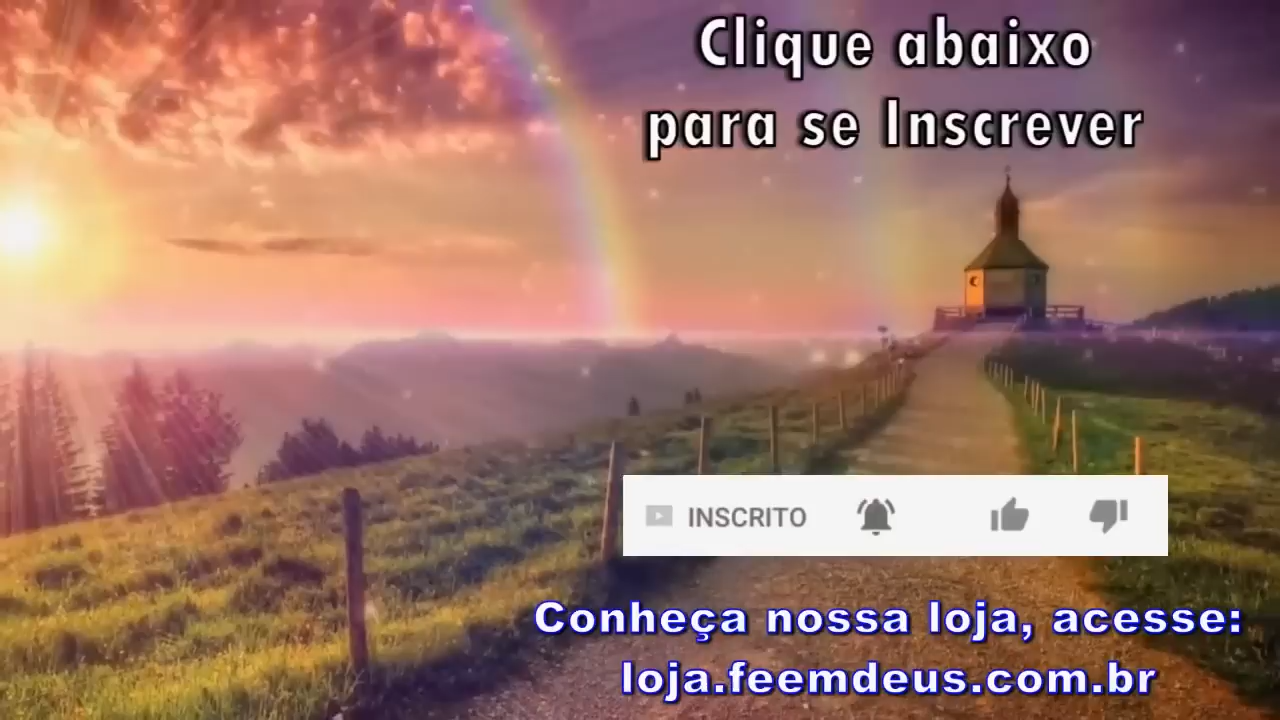 Clique abaixo
para se Inscrever
INSCRITO
Conheça nossa loja, acesse:
loja.feemdeus.com.br